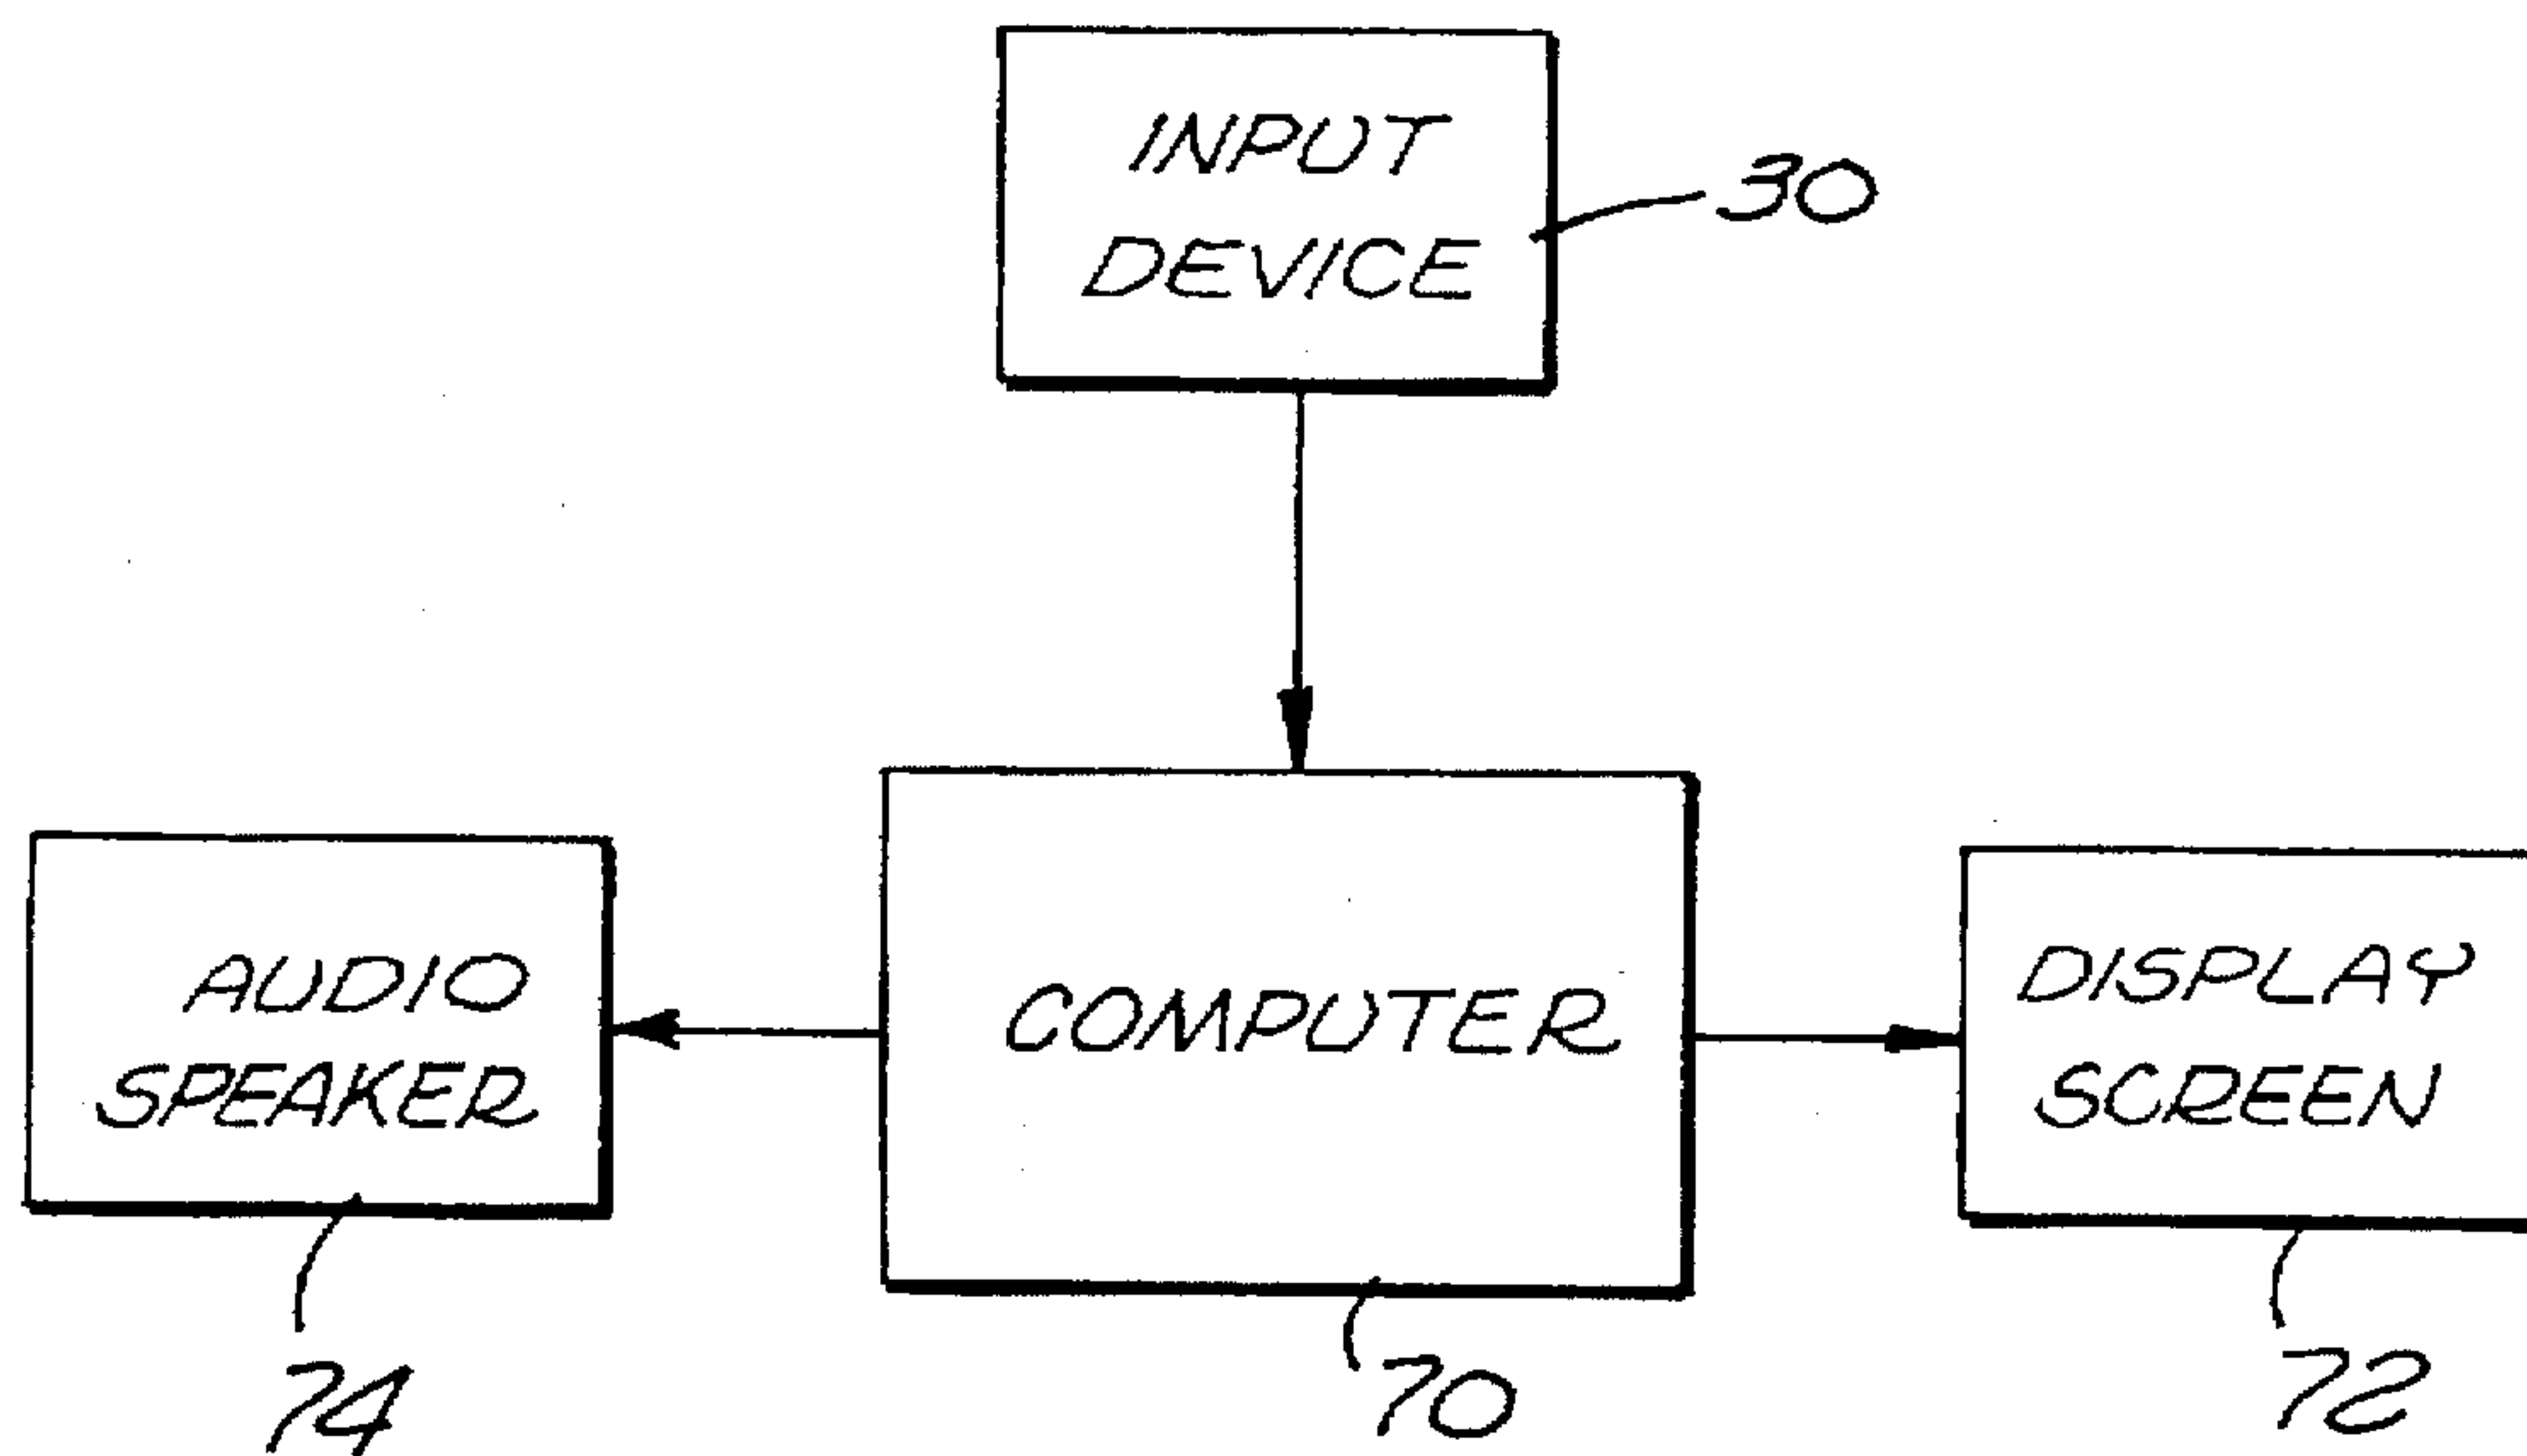 INPUT
DEVICE
30
AUDIO
SPEAKER
COMPUTER
DISPLAY
SCREEN
74
70
72